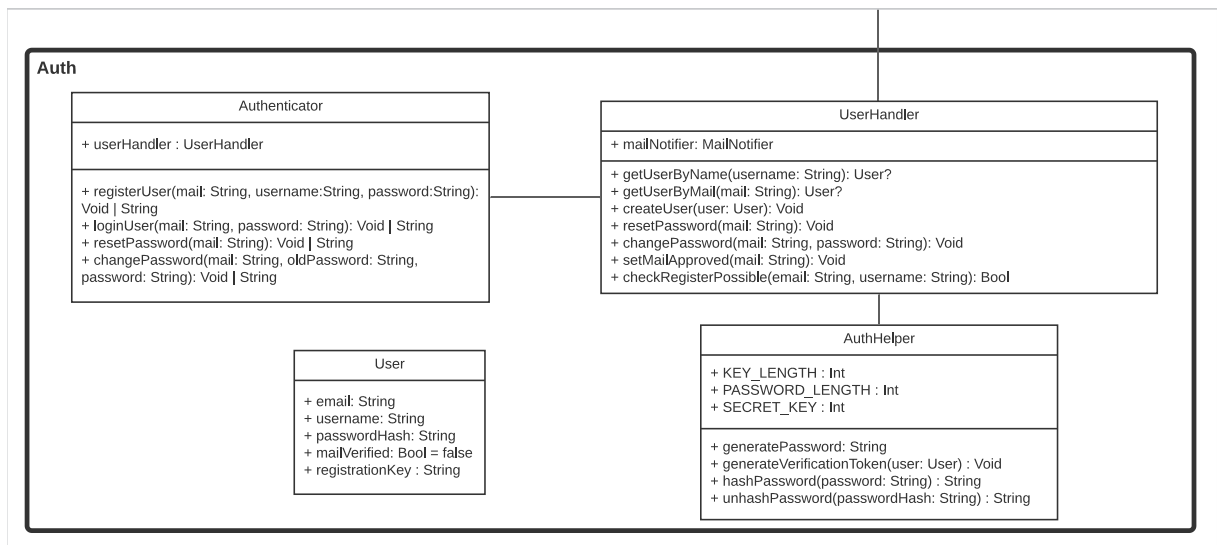 Auth
Authenticator
+ userHandler : UserHandler
+ registerUser(mail: String, username:String, password:String):
Void | String
+ loginUser(mail: String, password: String): Void | String
+ resetPassword(mail: String): Void | String
+ changePassword(mail: String, oldPassword: String,
password: String): Void | String
UserHandler
+ mailNotifier: MailNotifier
+ getUserByName(username: String): User?
+ getUserByMail(mail: String): User?
+ createUser(user: User): Void
+ resetPassword(mail: String): Void
+ changePassword(mail: String, password: String): Void
+ setMailApproved(mail: String): Void
+ checkRegisterPossible(email: String, username: String): Bool
User
+ email: String
+ username: String
+ passwordHash: String
+ mailVerified: Bool = false
+ registrationKey : String
AuthHelper
+ KEY_LENGTH : Int
+ PASSWORD_LENGTH : Int
+ SECRET_KEY : Int
+ generatePassword: String
+ generateVerificationToken(user: User) : Void
+ hashPassword(password: String) : String
+ unhashPassword(passwordHash: String) : String